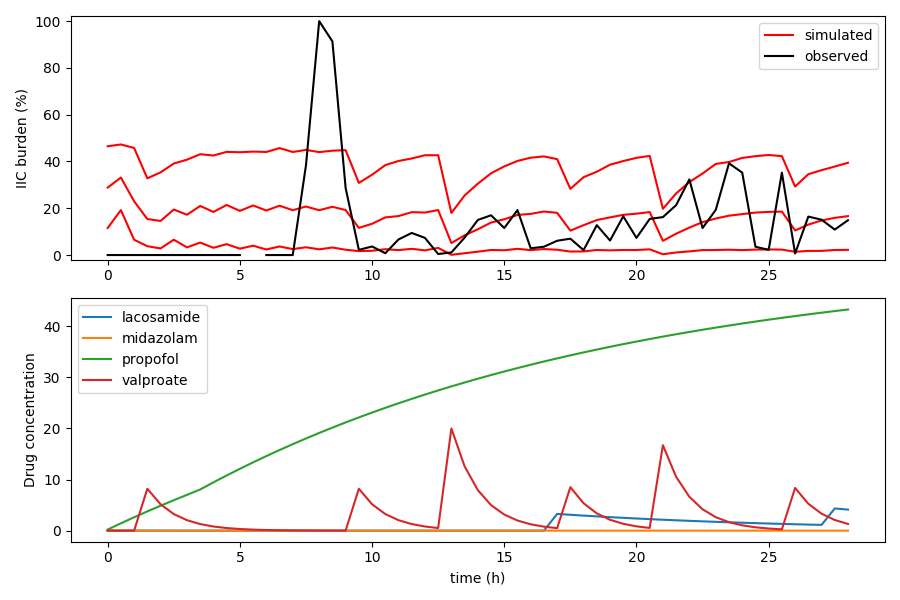 100
80
60
40
20
0
IIC burden (%)
simulated
observed
0 5 10 15 20 25
40
30
20
10
0
Drug concentration
lacosamide
midazolam
propofol
valproate
0 5 10 15 20 25
time (h)